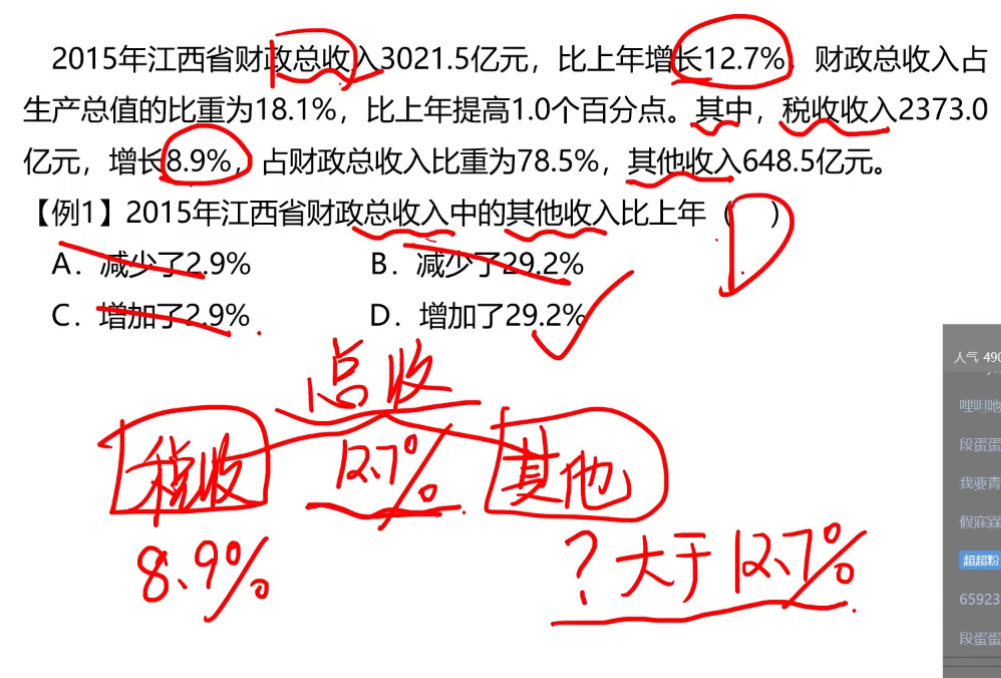 2015年江西省财政总收入3021.5亿元，比上年增长12.7%，财政总收入占
生产总值的比重为18.1%，比上年提高1.0个百分点。其中，税收收入2373.0
亿元，增长8.9%，占财政总收入比重为78.5%，其他收入648.5亿元。
【例1】2015年江西省财政总收入中的其他收入比上年（ ）
D
A．减少了2.9%
B．减少了29.2%
C．增加了2.9%
D．增加了29.2%
总收
税收
12.7%
其他
8.9%
？大于12.7%
人气 490
哩呾吔
段蛋蛋
我要青
假寐槑
超超粉
65923
段蛋蛋